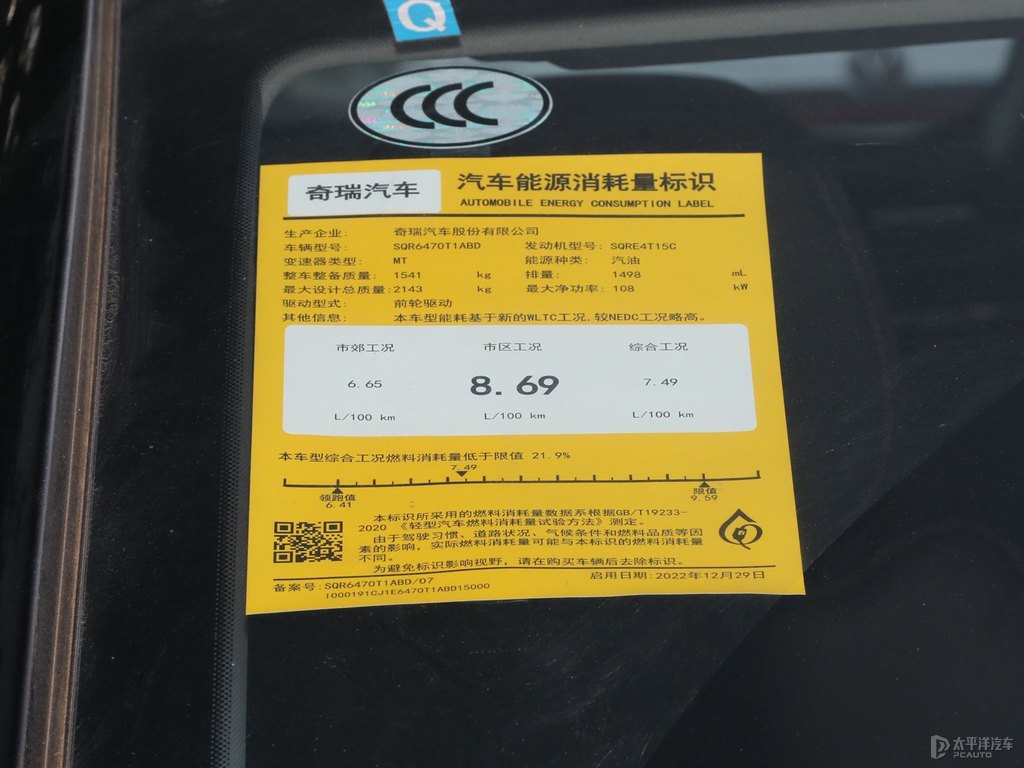 Q
CCC
奇瑞汽车
汽车能源消耗量标识
AUTOMOBILE ENERGY CONSUMPTION LABEL
生产企业: 奇瑞汽车股份有限公司
车辆型号: SQR6470T1ABD 发动机型号: SQRE4T15C
变速器类型: MT 能源种类: 汽油
整车整备质量: 1541 kg 排量: 1498 mL
最大设计总质量: 2143 kg 最大净功率: 108 kW
驱动型式: 前轮驱动
其他信息: 本车型能耗基于新的WLTC工况,较NEDC工况略高。
市郊工况 市区工况 综合工况
6.65 8.69 7.49
L/100 km L/100 km L/100 km
本车型综合工况燃料消耗量低于限值 21.9%
7.49
领跑值 限值
6.41 9.59
本标识所采用的燃料消耗量数据系根据GB/T19233-
2020 《轻型汽车燃料消耗量试验方法》测定。
由于驾驶习惯、道路状况、气候条件和燃料品质等因
素的影响,实际燃料消耗量可能与本标识的燃料消耗量
不同。
为避免标识影响视野,请在购买车辆后去除标识。
备案号: SQR6470T1ABD/07 启用日期: 2022年12月29日
I000191CJ1E6470T1ABD15000
太平洋汽车
PCAUTO